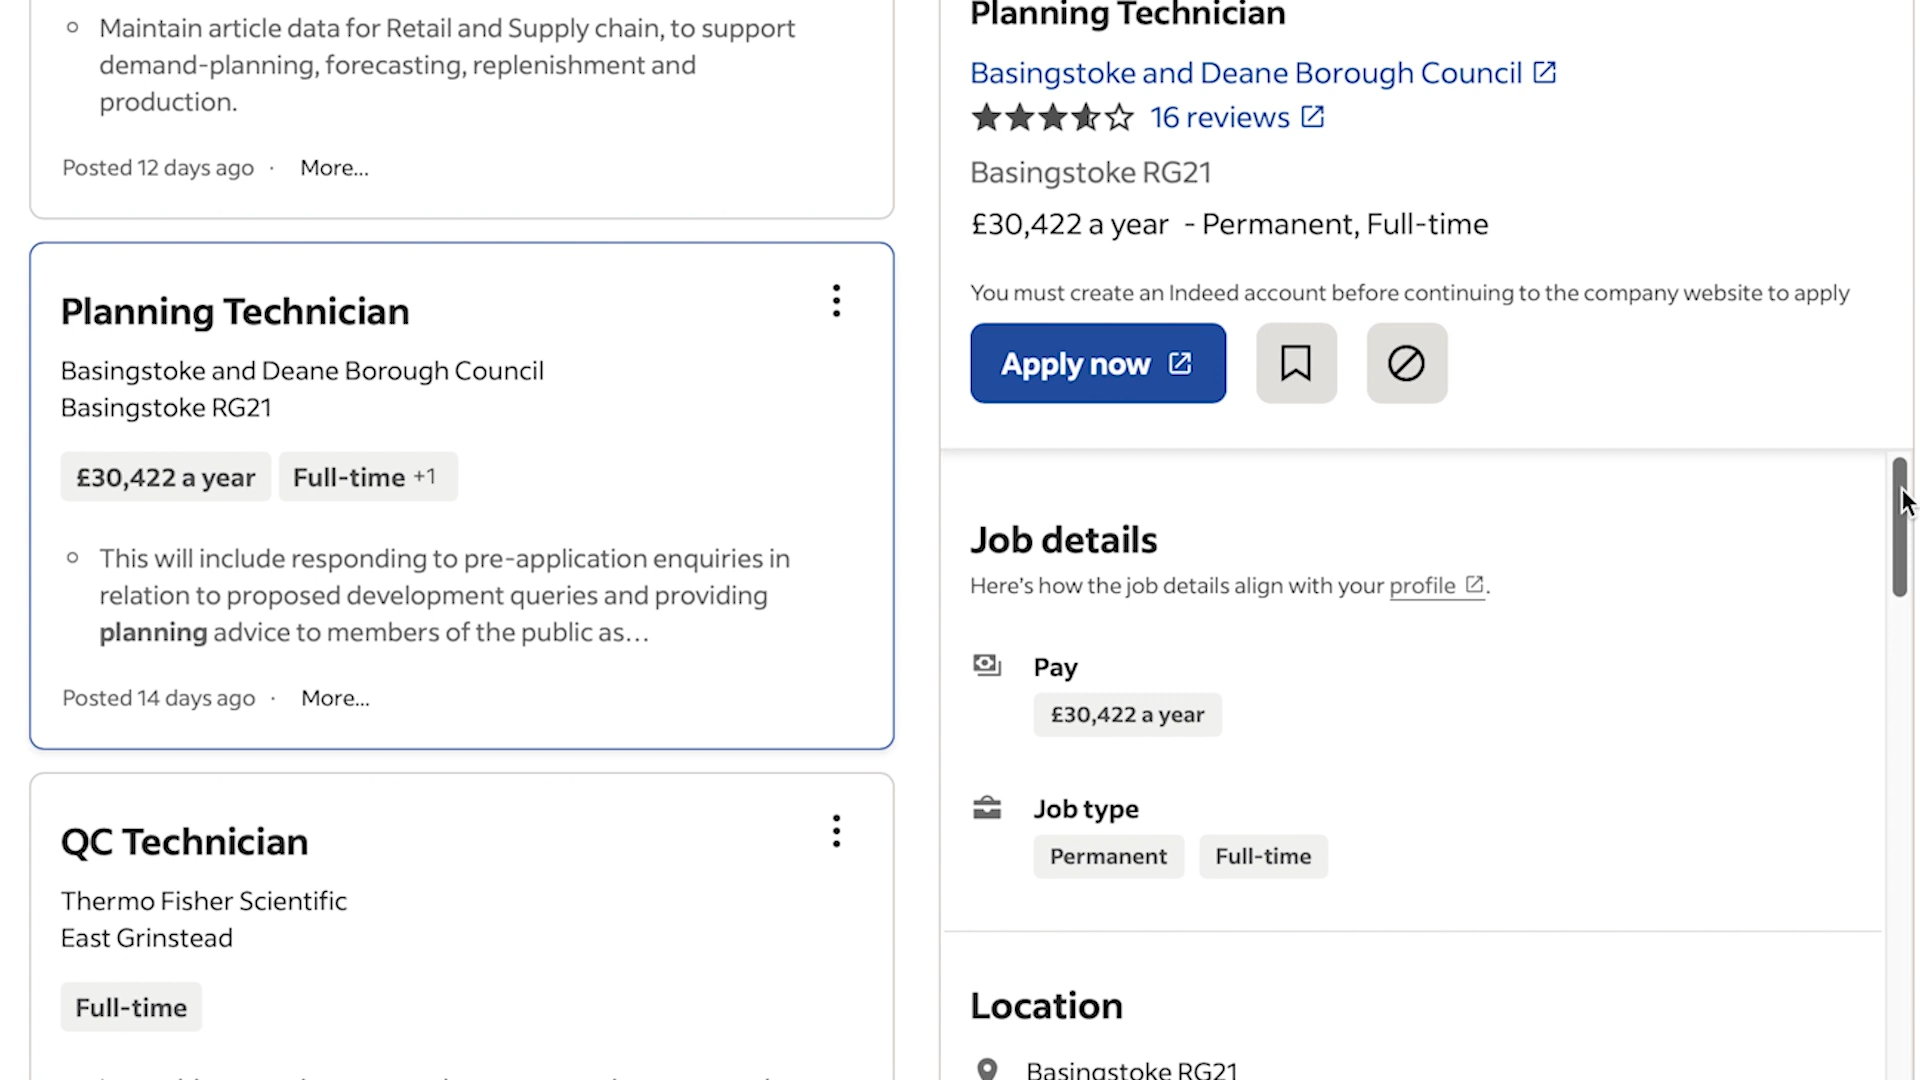 Maintain article data for Retail and Supply chain, to support
demand-planning, forecasting, replenishment and
production.
Posted 12 days ago · More...
Planning Technician
Basingstoke and Deane Borough Council
Basingstoke RG21
£30,422 a year Full-time +1
This will include responding to pre-application enquiries in
relation to proposed development queries and providing
planning advice to members of the public as…
Posted 14 days ago · More...
QC Technician
Thermo Fisher Scientific
East Grinstead
Full-time
Planning Technician
Basingstoke and Deane Borough Council
16 reviews
Basingstoke RG21
£30,422 a year - Permanent, Full-time
You must create an Indeed account before continuing to the company website to apply
Apply now
Job details
Here's how the job details align with your profile.
Pay
£30,422 a year
Job type
Permanent Full-time
Location
Basingstoke RG21